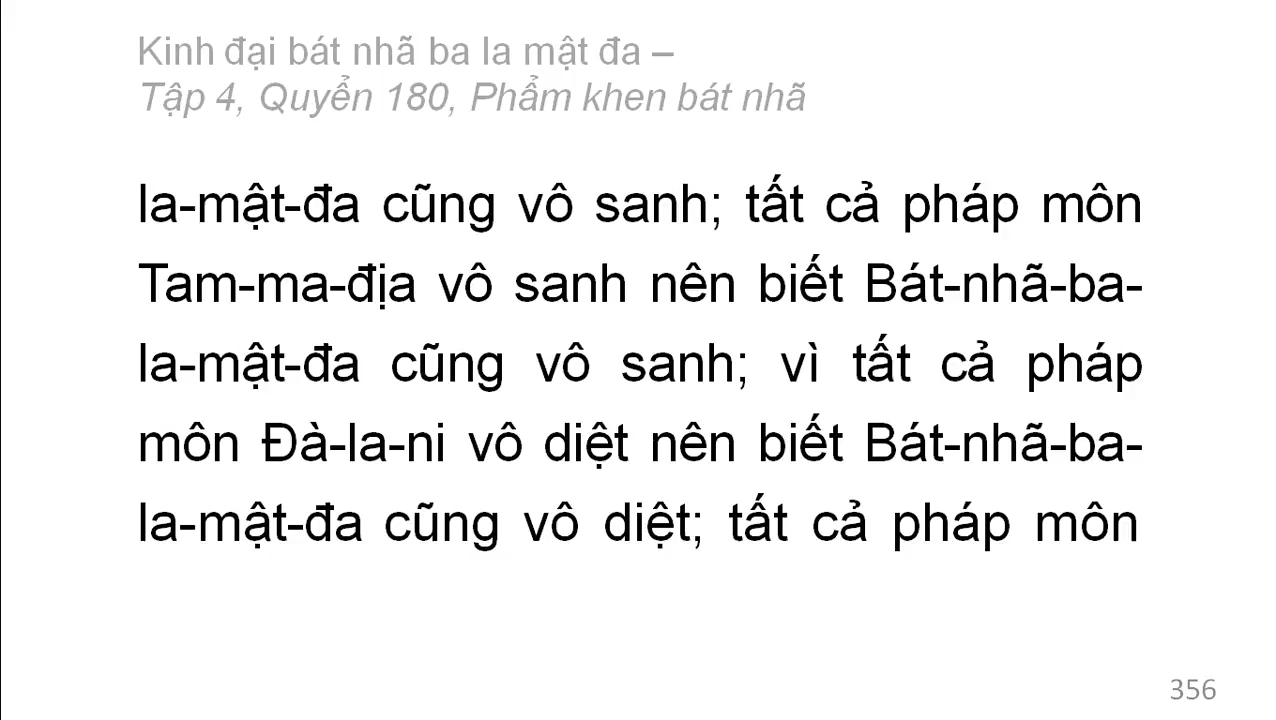 Kinh đại bát nhã ba la mật đa –
Tập 4, Quyển 180, Phẩm khen bát nhã
la-mật-đa cũng vô sanh; tất cả pháp môn
Tam-ma-địa vô sanh nên biết Bát-nhã-ba-
la-mật-đa cũng vô sanh; vì tất cả pháp
môn Đà-la-ni vô diệt nên biết Bát-nhã-ba-
la-mật-đa cũng vô diệt; tất cả pháp môn
356